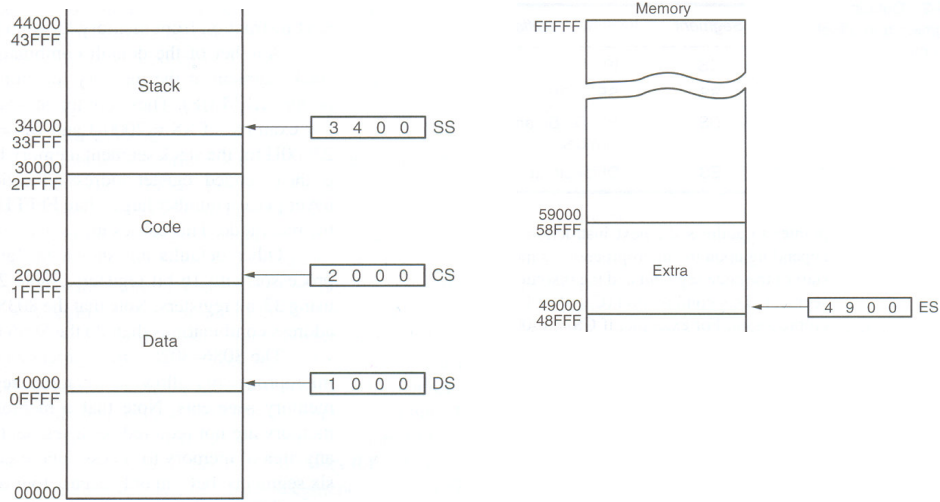 44000
43FFF
Stack
34000
33FFF
3 4 0 0 SS
30000
2FFFF
Code
20000
1FFFF
2 0 0 0 CS
Data
10000
0FFFF
1 0 0 0 DS
00000
Memory
FFFFF
59000
58FFF
Extra
49000
48FFF
4 9 0 0 ES